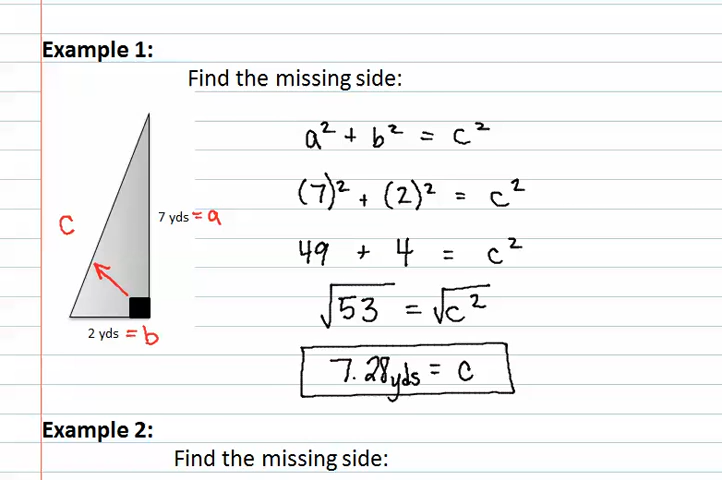 Example 1:
Find the missing side:
a² + b² = c²
(7)² + (2)² = c²
C
7 yds = a
49 + 4 = c²
√53 = √c²
2 yds = b
7.28yds = c
Example 2:
Find the missing side: